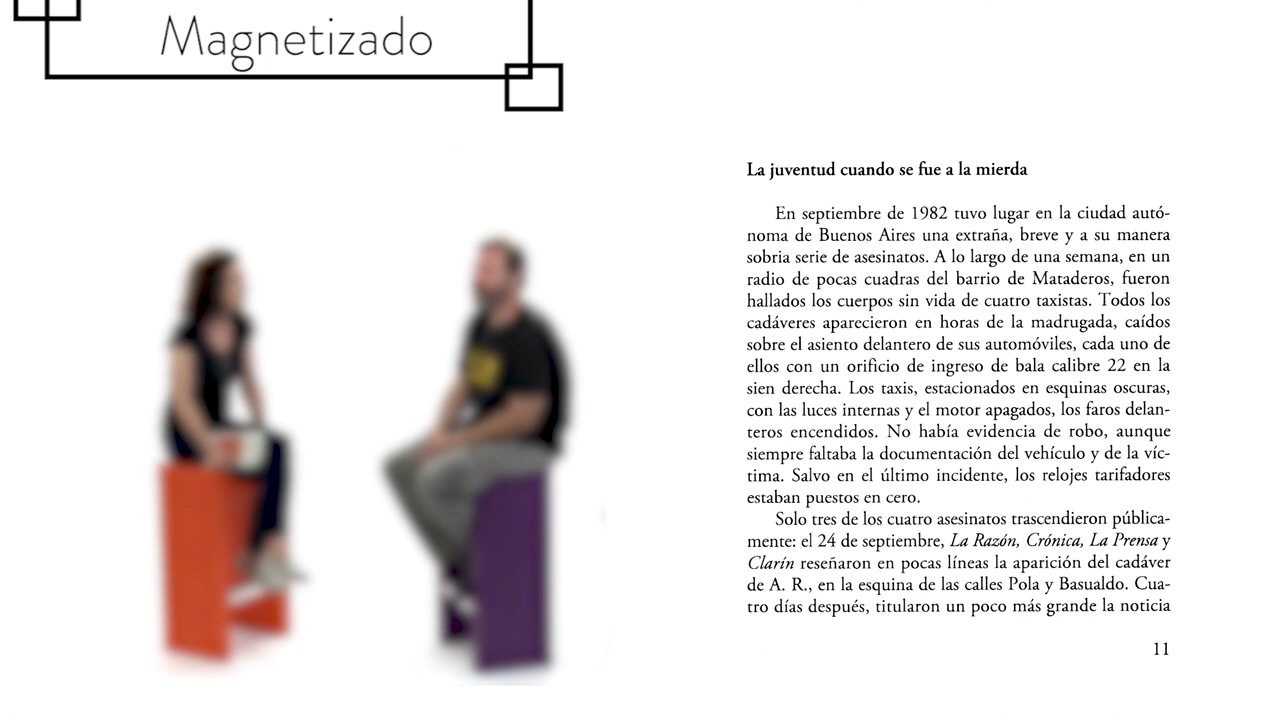 Magnetizado
La juventud cuando se fue a la mierda
En septiembre de 1982 tuvo lugar en la ciudad autó-
noma de Buenos Aires una extraña, breve y a su manera
sobria serie de asesinatos. A lo largo de una semana, en un
radio de pocas cuadras del barrio de Mataderos, fueron
hallados los cuerpos sin vida de cuatro taxistas. Todos los
cadáveres aparecieron en horas de la madrugada, caídos
sobre el asiento delantero de sus automóviles, cada uno de
ellos con un orificio de ingreso de bala calibre 22 en la
sien derecha. Los taxis, estacionados en esquinas oscuras,
con las luces internas y el motor apagados, los faros delan-
teros encendidos. No había evidencia de robo, aunque
siempre faltaba la documentación del vehículo y de la víc-
tima. Salvo en el último incidente, los relojes tarifadores
estaban puestos en cero.
Solo tres de los cuatro asesinatos trascendieron pública-
mente: el 24 de septiembre, La Razón, Crónica, La Prensa y
Clarín reseñaron en pocas líneas la aparición del cadáver
de A. R., en la esquina de las calles Pola y Basualdo. Cua-
tro días después, titularon un poco más grande la noticia
11